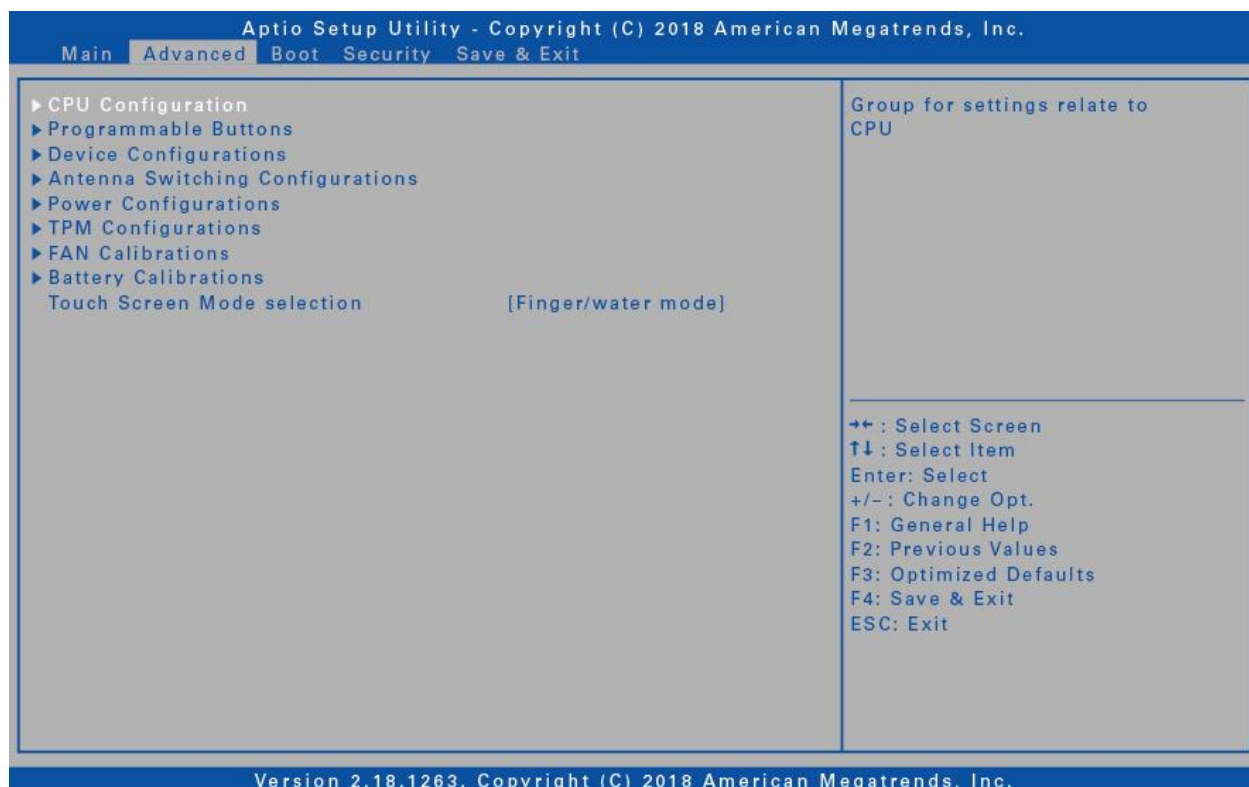 Aptio Setup Utility - Copyright (C) 2018 American Megatrends, Inc.
Main Advanced Boot Security Save & Exit
▶ CPU Configuration
▶ Programmable Buttons
▶ Device Configurations
▶ Antenna Switching Configurations
▶ Power Configurations
▶ TPM Configurations
▶ FAN Calibrations
▶ Battery Calibrations
Touch Screen Mode selection [Finger/water mode]
Group for settings relate to
CPU
→← : Select Screen
↑↓ : Select Item
Enter: Select
+/– : Change Opt.
F1: General Help
F2: Previous Values
F3: Optimized Defaults
F4: Save & Exit
ESC: Exit
Version 2.18.1263. Copyright (C) 2018 American Megatrends, Inc.